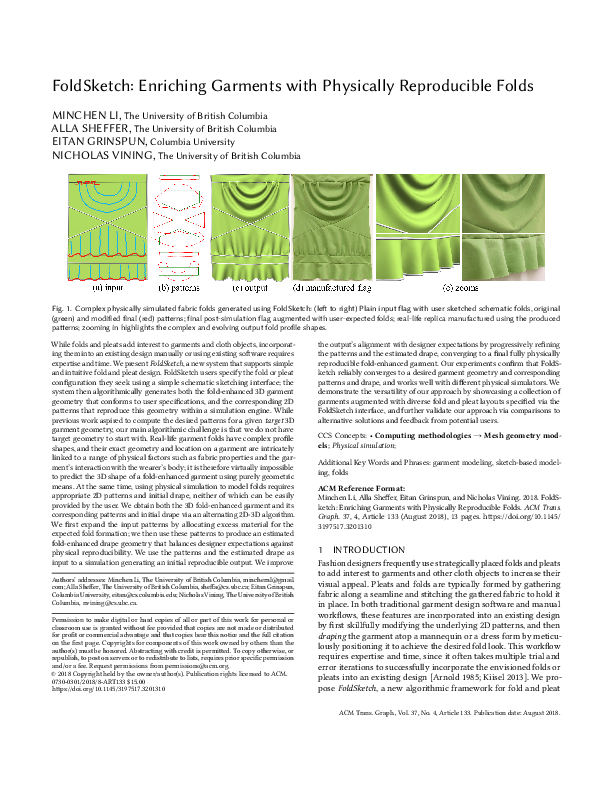 FoldSketch: Enriching Garments with Physically Reproducible Folds
MINCHEN LI, The University of British Columbia
ALLA SHEFFER, The University of British Columbia
EITAN GRINSPUN, Columbia University
NICHOLAS VINING, The University of British Columbia
(a) input (b) patterns (c) output (d) manufactured flag (e) zooms
Fig. 1. Complex physically simulated fabric folds generated using FoldSketch: (left to right) Plain input flag with user sketched schematic folds, original
(green) and modified final (red) patterns; final post-simulation flag augmented with user-expected folds; real-life replica manufactured using the produced
patterns; zooming in highlights the complex and evolving output fold profile shapes.
While folds and pleats add interest to garments and cloth objects, incorporat-
ing them into an existing design manually or using existing software requires
expertise and time. We present FoldSketch, a new system that supports simple
and intuitive fold and pleat design. FoldSketch users specify the fold or pleat
configuration they seek using a simple schematic sketching interface; the
system then algorithmically generates both the fold-enhanced 3D garment
geometry that conforms to user specifications, and the corresponding 2D
patterns that reproduce this geometry within a simulation engine. While
previous work aspired to compute the desired patterns for a given target 3D
garment geometry, our main algorithmic challenge is that we do not have
target geometry to start with. Real-life garment folds have complex profile
shapes, and their exact geometry and location on a garment are intricately
linked to a range of physical factors such as fabric properties and the gar-
ment's interaction with the wearer's body; it is therefore virtually impossible
to predict the 3D shape of a fold-enhanced garment using purely geometric
means. At the same time, using physical simulation to model folds requires
appropriate 2D patterns and initial drape, neither of which can be easily
provided by the user. We obtain both the 3D fold-enhanced garment and its
corresponding patterns and initial drape via an alternating 2D-3D algorithm.
We first expand the input patterns by allocating excess material for the
expected fold formation; we then use these patterns to produce an estimated
fold-enhanced drape geometry that balances designer expectations against
physical reproducibility. We use the patterns and the estimated drape as
input to a simulation generating an initial reproducible output. We improve
the output's alignment with designer expectations by progressively refining
the patterns and the estimated drape, converging to a final fully physically
reproducible fold-enhanced garment. Our experiments confirm that FoldS-
ketch reliably converges to a desired garment geometry and corresponding
patterns and drape, and works well with different physical simulators. We
demonstrate the versatility of our approach by showcasing a collection of
garments augmented with diverse fold and pleat layouts specified via the
FoldSketch interface, and further validate our approach via comparisons to
alternative solutions and feedback from potential users.
CCS Concepts: • Computing methodologies → Mesh geometry mod-
els; Physical simulation;
Additional Key Words and Phrases: garment modeling, sketch-based model-
ing, folds
ACM Reference Format:
Minchen Li, Alla Sheffer, Eitan Grinspun, and Nicholas Vining. 2018. FoldS-
ketch: Enriching Garments with Physically Reproducible Folds. ACM Trans.
Graph. 37, 4, Article 133 (August 2018), 13 pages. https://doi.org/10.1145/
3197517.3201310
1 INTRODUCTION
Fashion designers frequently use strategically placed folds and pleats
to add interest to garments and other cloth objects to increase their
visual appeal. Pleats and folds are typically formed by gathering
fabric along a seamline and stitching the gathered fabric to hold it
in place. In both traditional garment design software and manual
workflows, these features are incorporated into an existing design
by first skillfully modifying the underlying 2D patterns, and then
draping the garment atop a mannequin or a dress form by meticu-
lously positioning it to achieve the desired fold look. This workflow
requires expertise and time, since it often takes multiple trial and
error iterations to successfully incorporate the envisioned folds or
pleats into an existing design [Arnold 1985; Kiisel 2013]. We pro-
pose FoldSketch, a new algorithmic framework for fold and pleat
Authors' addresses: Minchen Li, The University of British Columbia, minchernl@gmail.
com; Alla Sheffer, The University of British Columbia, sheffa@cs.ubc.ca; Eitan Grinspun,
Columbia University, eitan@cs.columbia.edu; Nicholas Vining, The University of British
Columbia, nvining@cs.ubc.ca.
Permission to make digital or hard copies of all or part of this work for personal or
classroom use is granted without fee provided that copies are not made or distributed
for profit or commercial advantage and that copies bear this notice and the full citation
on the first page. Copyrights for components of this work owned by others than the
author(s) must be honored. Abstracting with credit is permitted. To copy otherwise, or
republish, to post on servers or to redistribute to lists, requires prior specific permission
and/or a fee. Request permissions from permissions@acm.org.
© 2018 Copyright held by the owner/author(s). Publication rights licensed to ACM.
0730-0301/2018/8-ART133 $15.00
https://doi.org/10.1145/3197517.3201310
ACM Trans. Graph., Vol. 37, No. 4, Article 133. Publication date: August 2018.